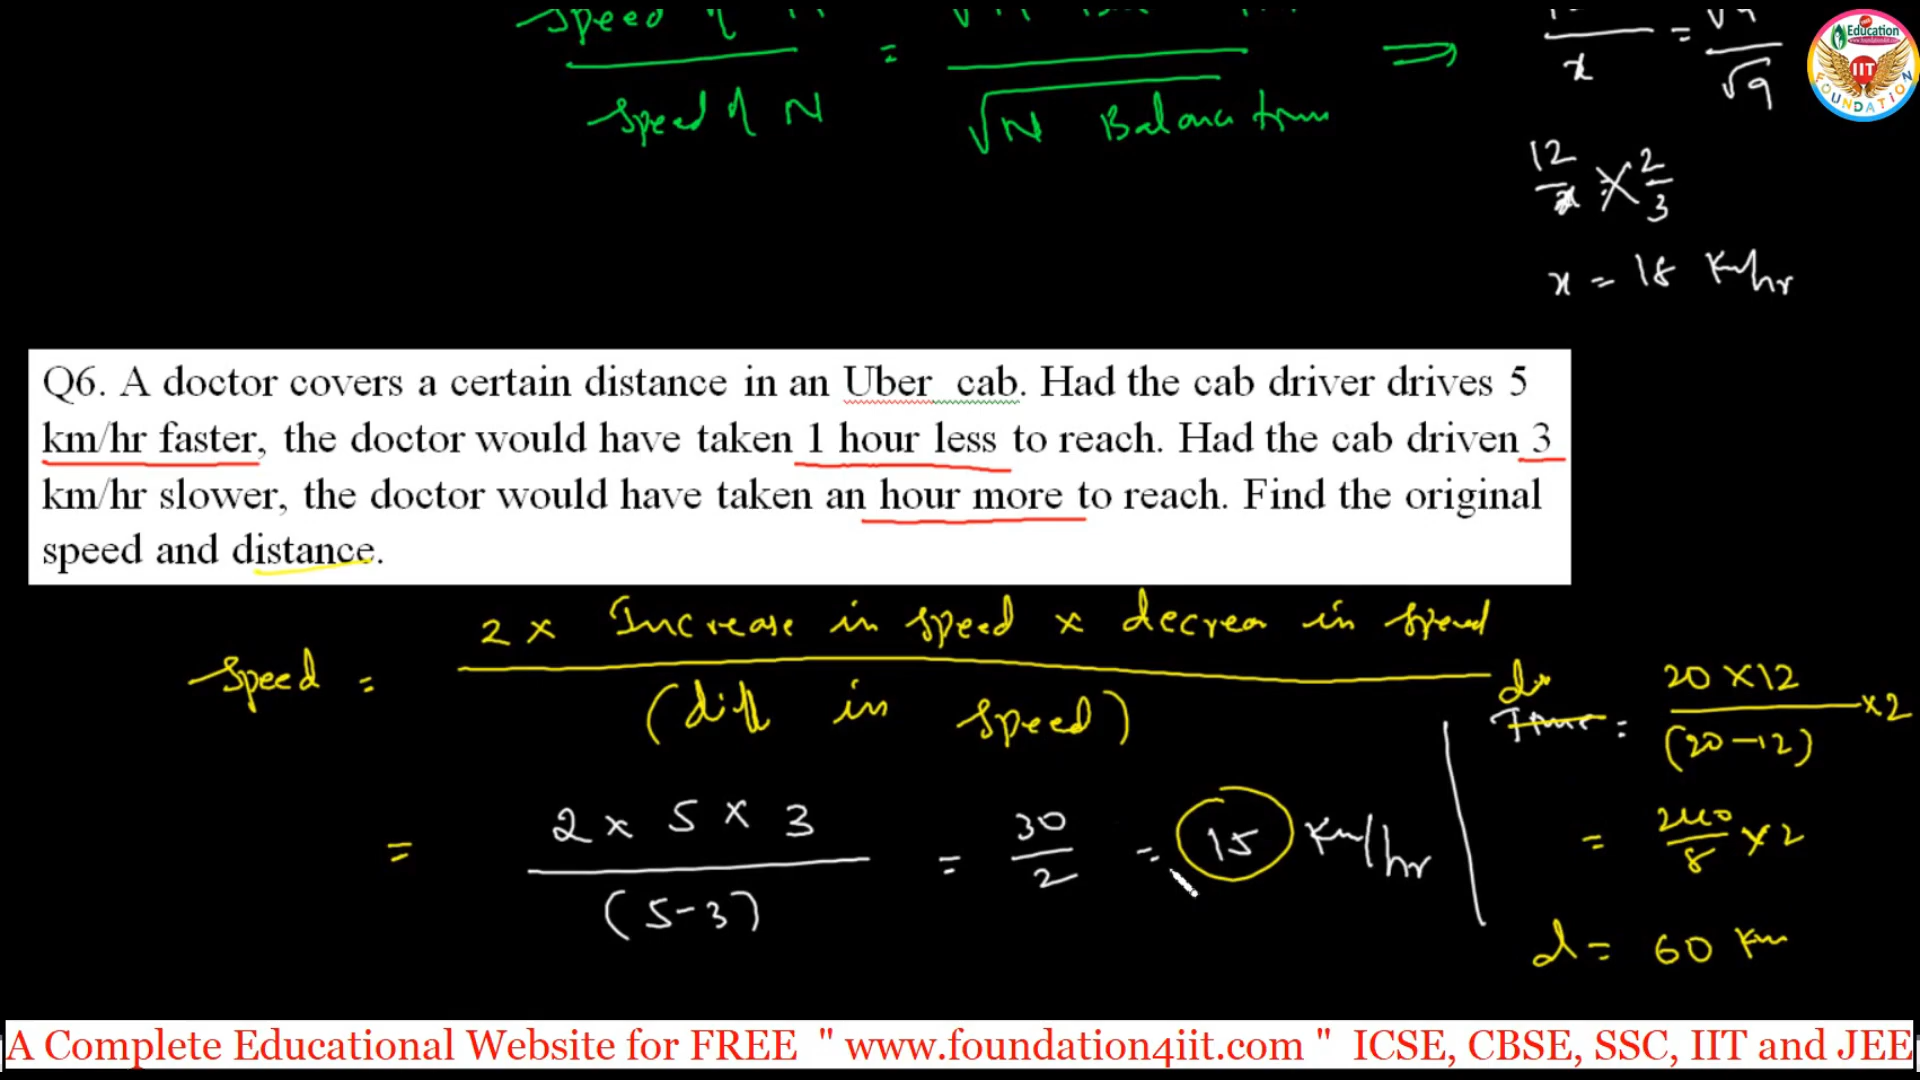 Speed of
=
Speed of N
√N Balance train
⇒
x
=
√9
Education
IIT
FOUNDATION
12/x × 2/3
x = 18 Km/hr
Q6. A doctor covers a certain distance in an Uber cab. Had the cab driver drives 5
km/hr faster, the doctor would have taken 1 hour less to reach. Had the cab driven 3
km/hr slower, the doctor would have taken an hour more to reach. Find the original
speed and distance.
Speed = 2 x Increase in speed x decrea in speed
(diff in speed)
= 2 x 5 x 3 / (5-3) = 30/2 = 15 Km/hr
d Time = 20 x 12 / (20-12) x 2
= 240/8 x 2
d = 60 Km
A Complete Educational Website for FREE " www.foundation4iit.com " ICSE, CBSE, SSC, IIT and JEE